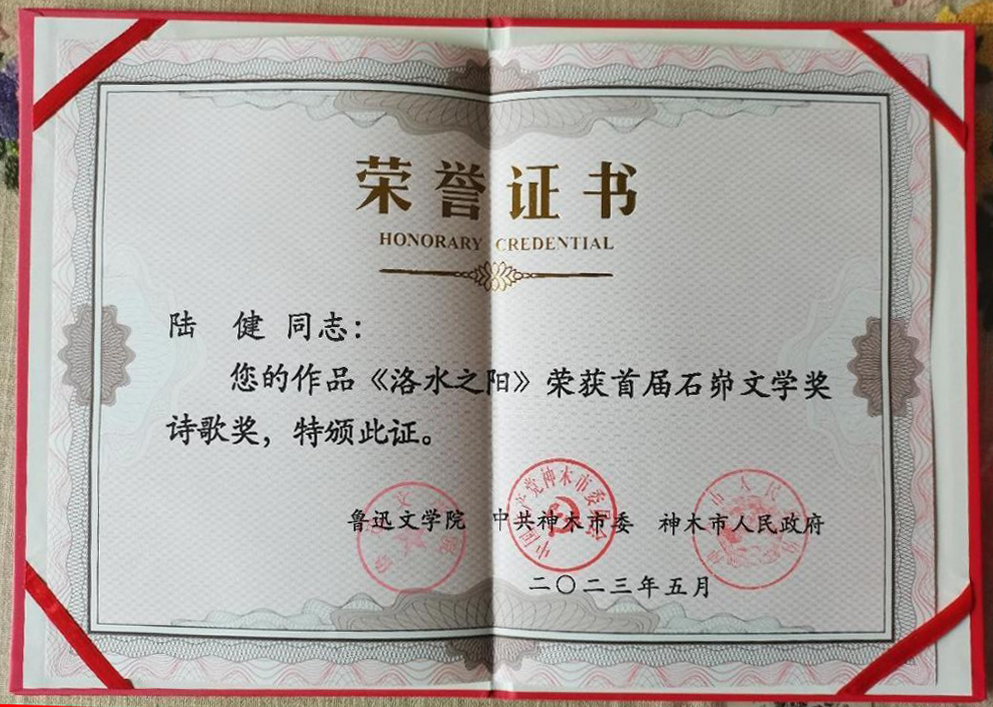 荣誉证书
HONORARY CREDENTIAL
陆 健 同志：
您的作品《洛水之阳》荣获首届石峁文学奖
诗歌奖，特颁此证。
鲁迅文学院 中共神木市委 神木市人民政府
二〇二三年五月